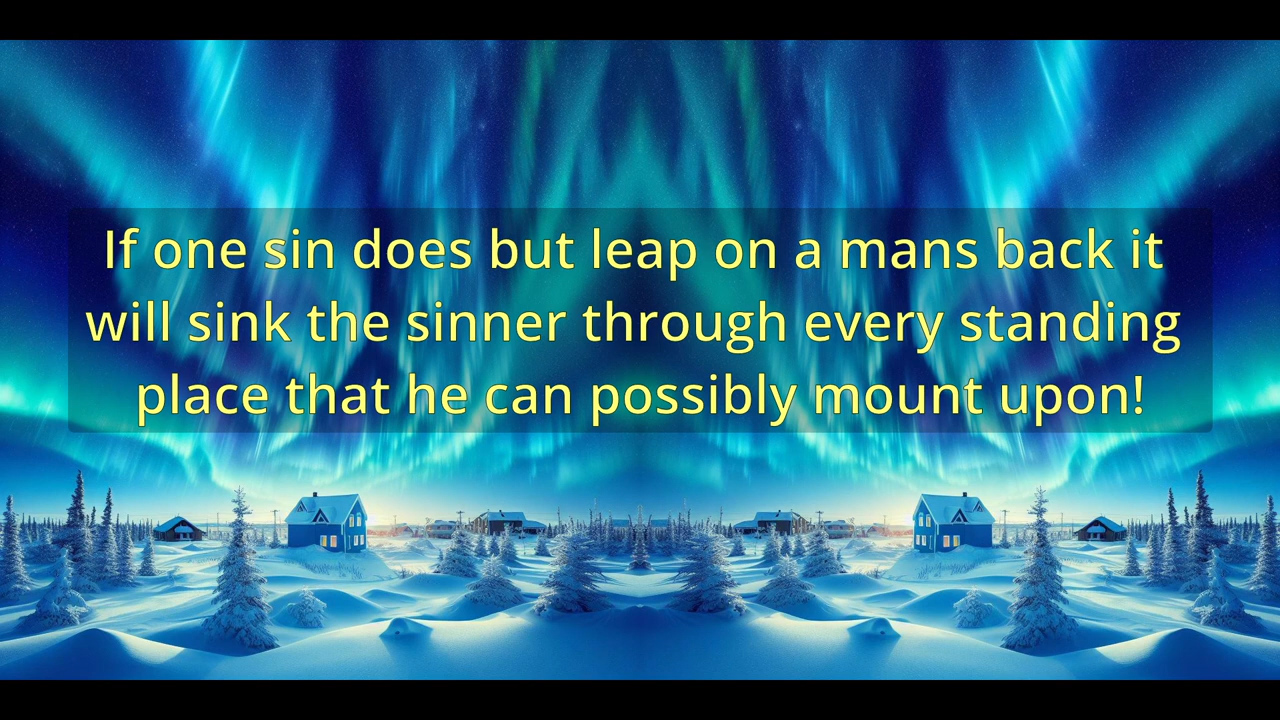 If one sin does but leap on a mans back it
will sink the sinner through every standing
place that he can possibly mount upon!